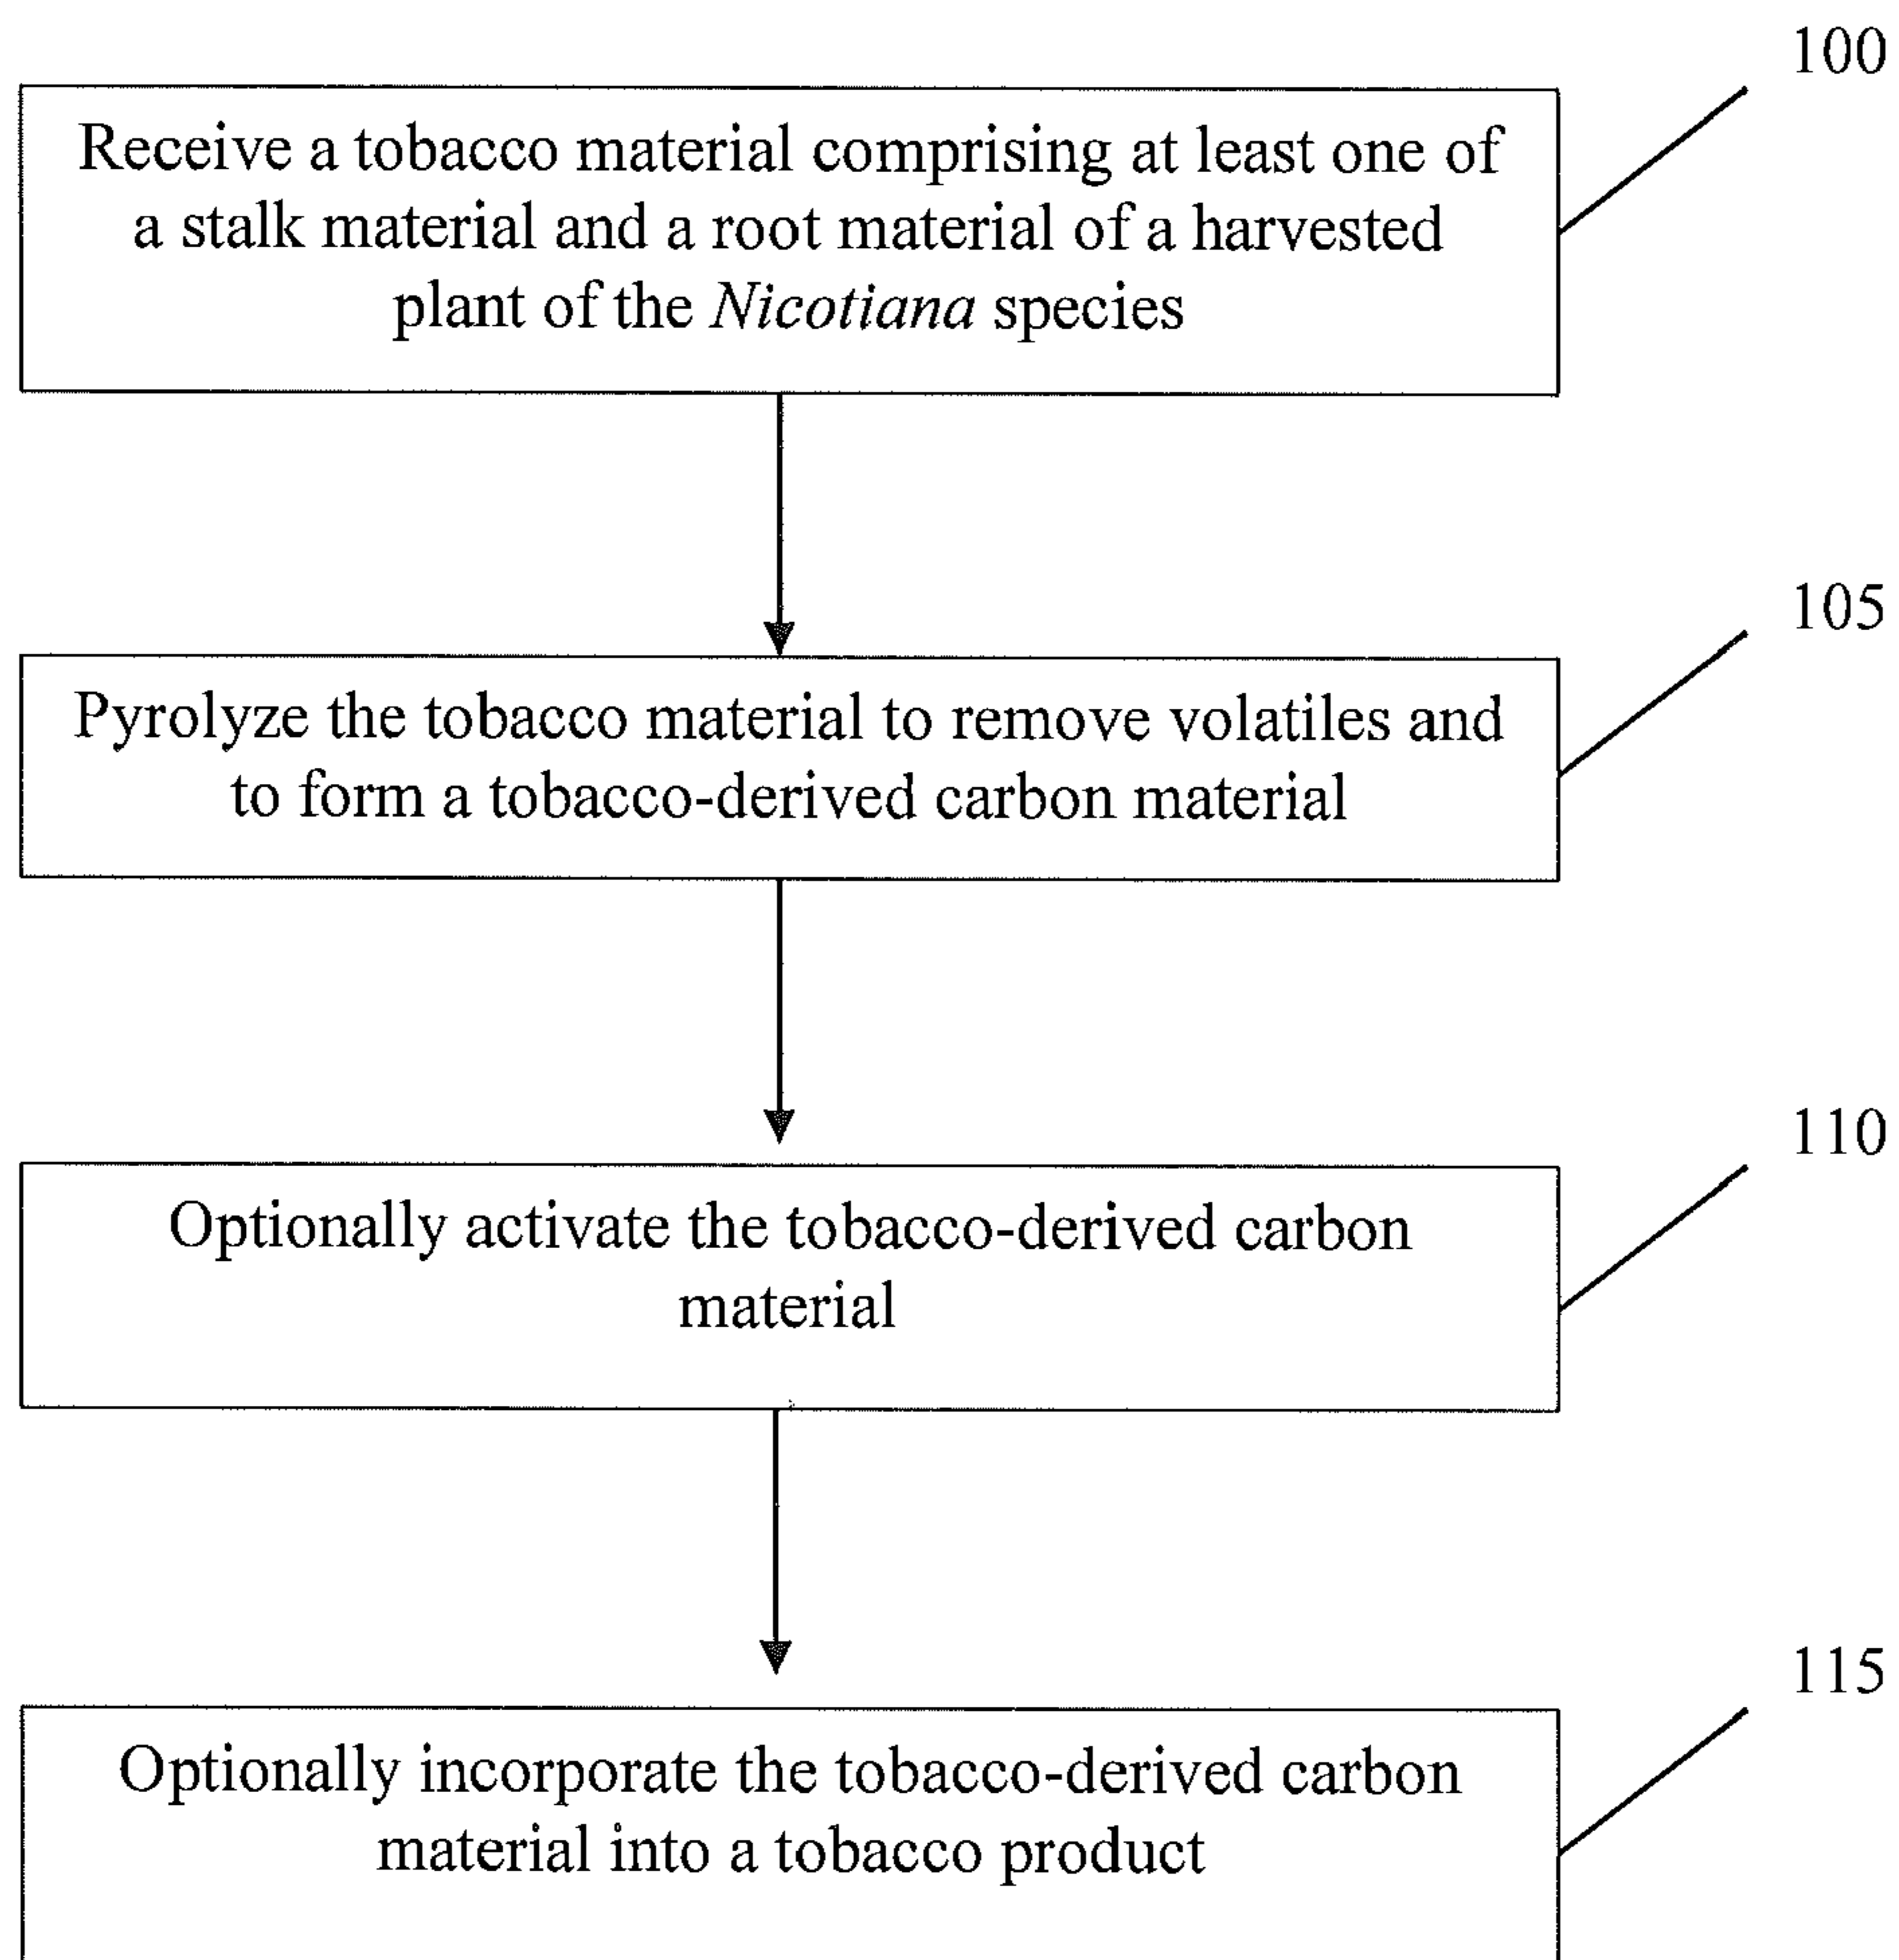 100
Receive a tobacco material comprising at least one of
a stalk material and a root material of a harvested
plant of the Nicotiana species
105
Pyrolyze the tobacco material to remove volatiles and
to form a tobacco-derived carbon material
110
Optionally activate the tobacco-derived carbon
material
115
Optionally incorporate the tobacco-derived carbon
material into a tobacco product